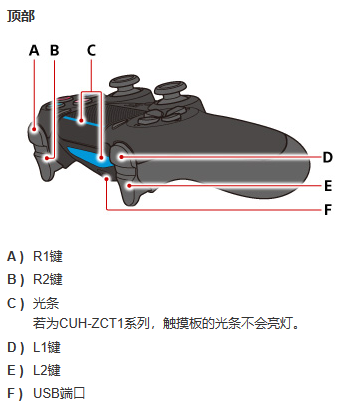 顶部
A B C
D
E
F
A ) R1键
B ) R2键
C ) 光条
若为CUH-ZCT1系列，触摸板的光条不会亮灯。
D ) L1键
E ) L2键
F ) USB端口